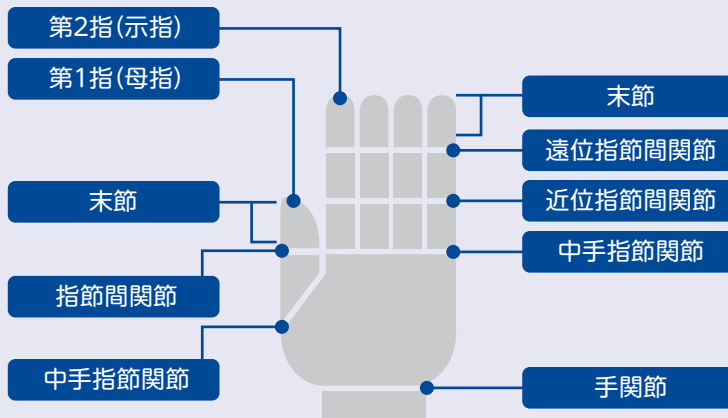 第2指(示指)
第1指(母指)
末節
指節間関節
中手指節関節
末節
遠位指節間関節
近位指節間関節
中手指節関節
手関節